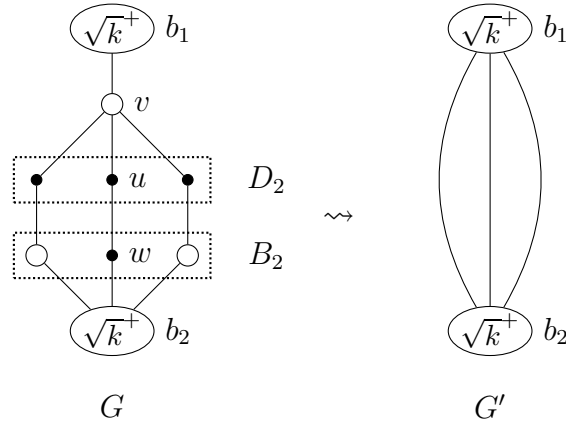 √k⁺ b₁ √k⁺ b₁
v
u D₂
⇝
w B₂
√k⁺ b₂ √k⁺ b₂
G G′